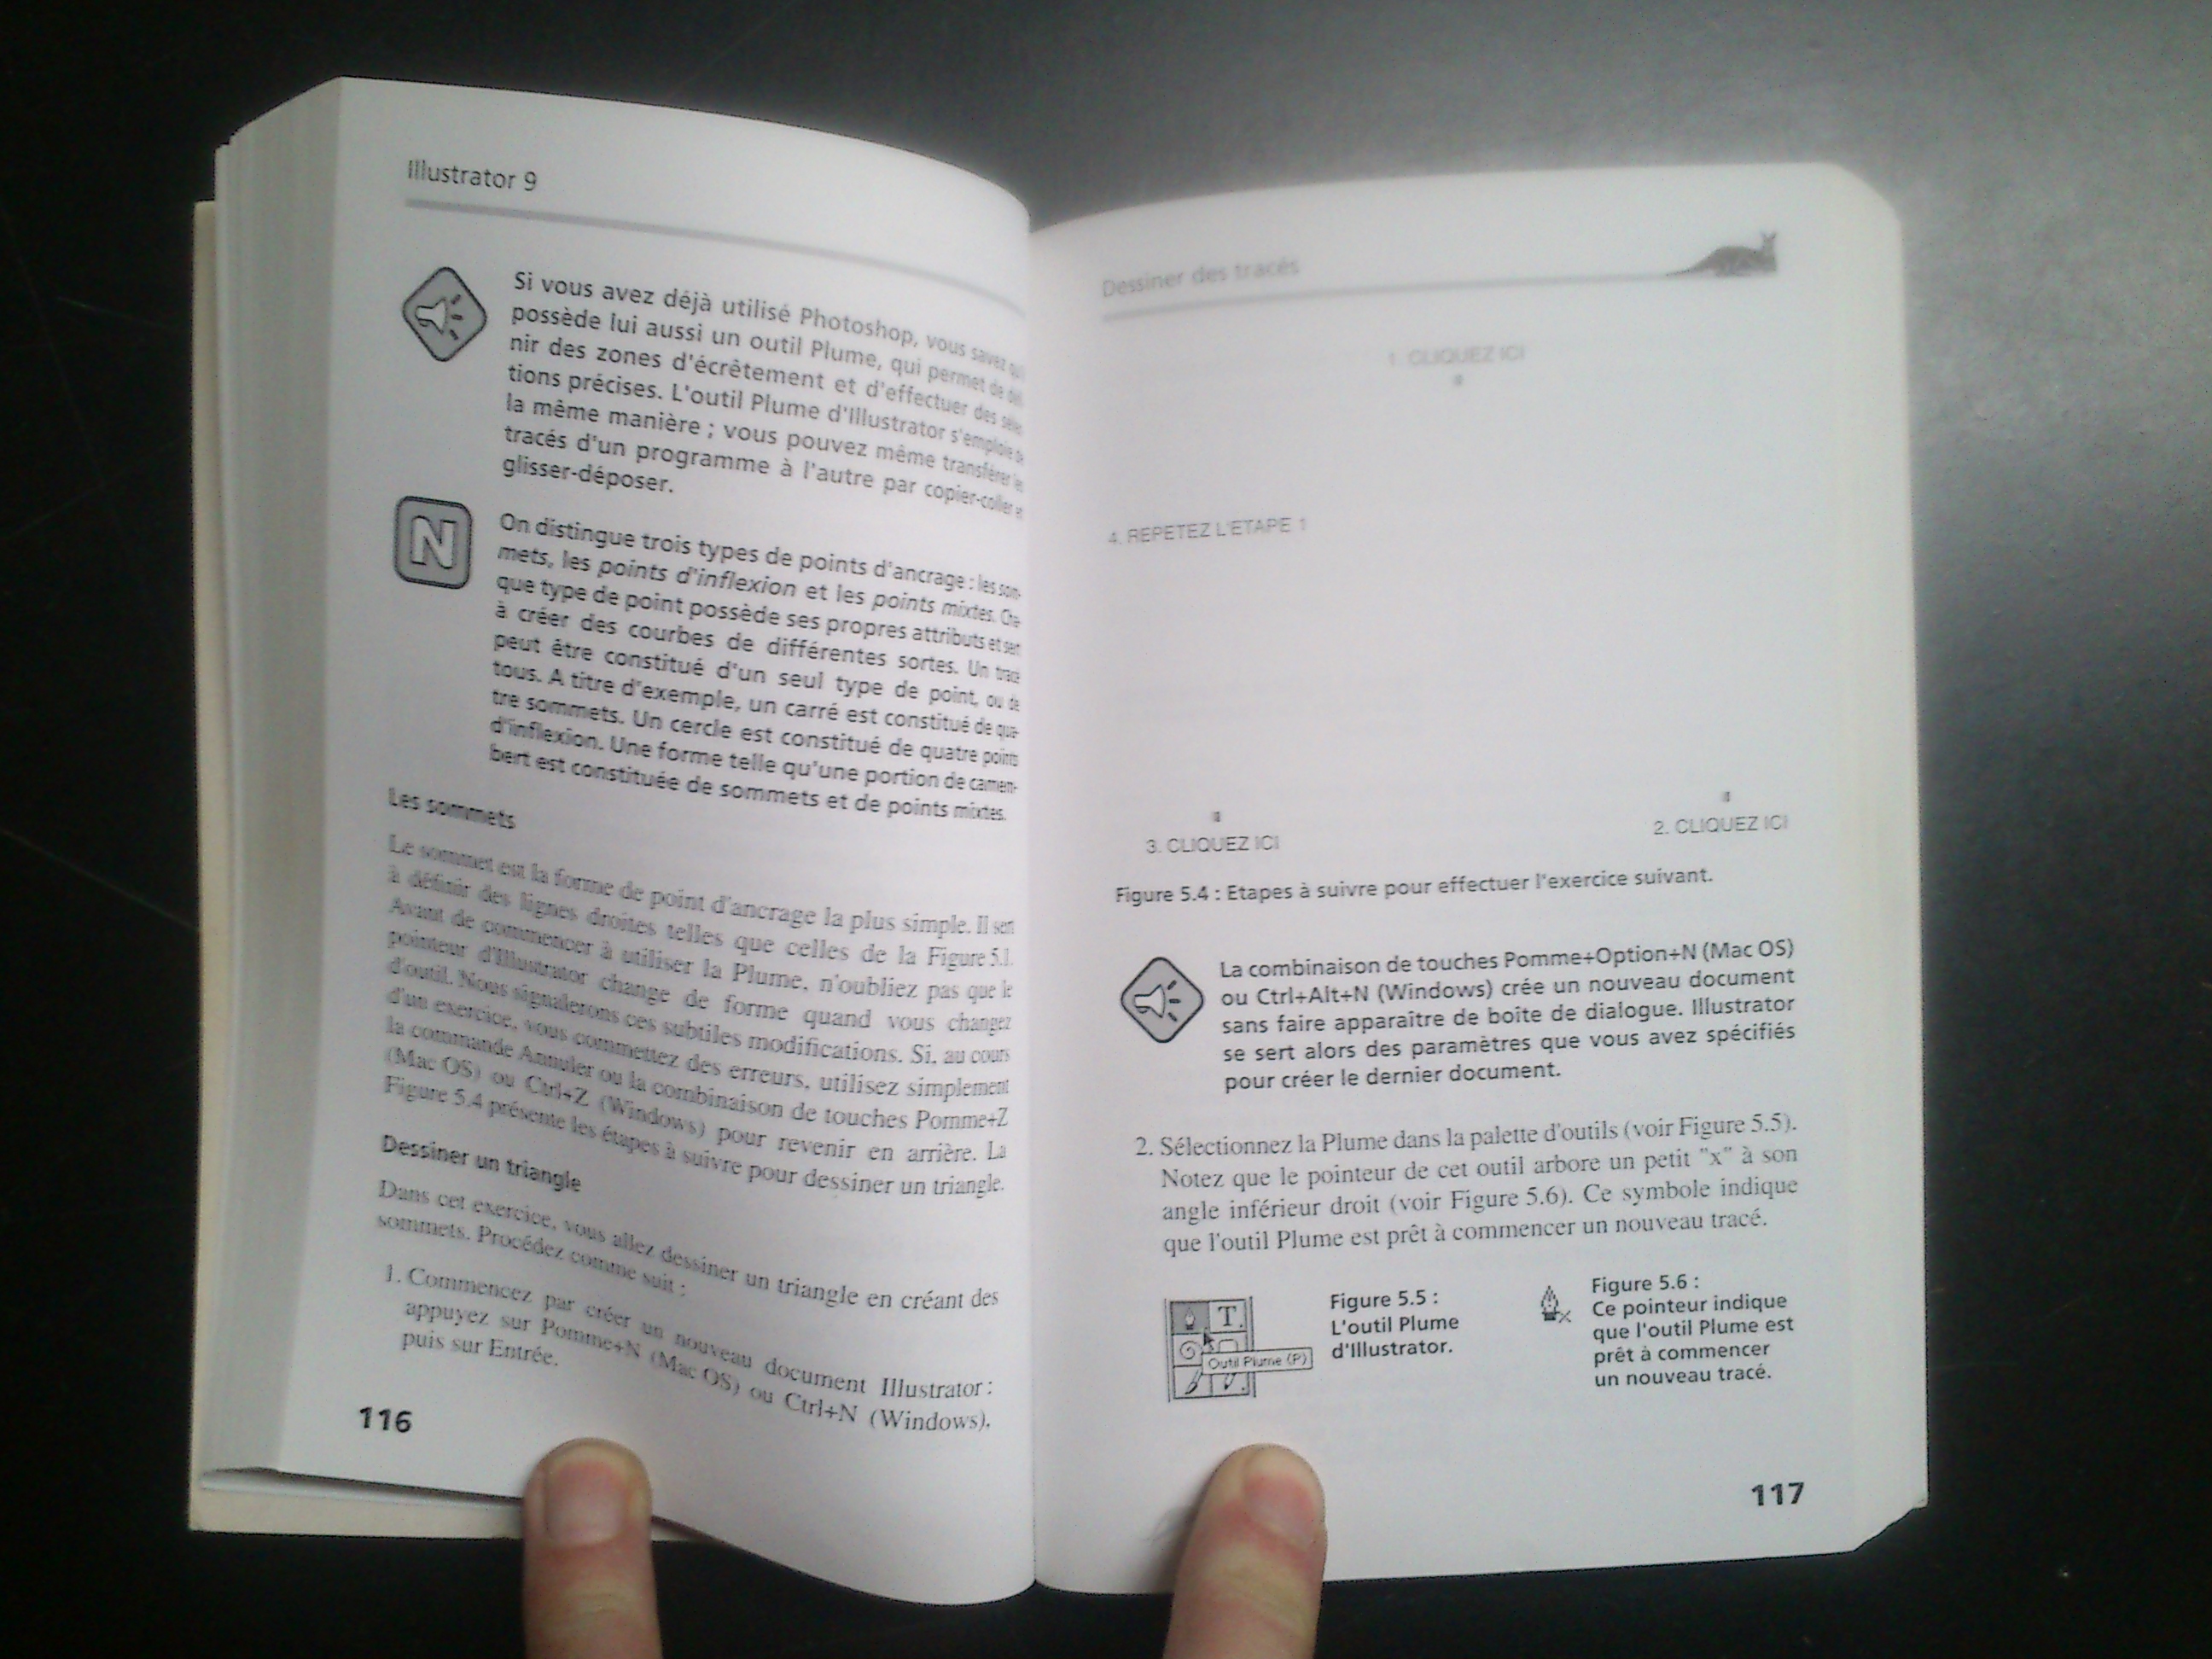 Illustrator 9
Si vous avez déjà utilisé Photoshop, vous savez
possède lui aussi un outil Plume, qui permet de
nir des zones d'écrêtement et d'effectuer des
tions précises. L'outil Plume d'Illustrator s'emploie de
la même manière ; vous pouvez même transférer
tracés d'un programme à l'autre par copier-coller
glisser-déposer.
On distingue trois types de points d'ancrage : les som-
mets, les points d'inflexion et les points mixtes. Cha-
que type de point possède ses propres attributs et sert
à créer des courbes de différentes sortes. Un tracé
peut être constitué d'un seul type de point, ou de
tous. A titre d'exemple, un carré est constitué de qua-
tre sommets. Un cercle est constitué de quatre points
d'inflexion. Une forme telle qu'une portion de camem-
bert est constituée de sommets et de points mixtes.
Les sommets
Le sommet est la forme de point d'ancrage la plus simple. Il sert
à définir des lignes droites telles que celles de la Figure 5.1.
Avant de commencer à utiliser la Plume, n'oubliez pas que le
pointeur d'Illustrator change de forme quand vous changez
d'outil. Nous signalerons ces subtiles modifications. Si, au cours
d'un exercice, vous commettez des erreurs, utilisez simplement
la commande Annuler ou la combinaison de touches Pomme+Z
(Mac OS) ou Ctrl+Z (Windows) pour revenir en arrière. La
Figure 5.4 présente les étapes à suivre pour dessiner un triangle.
Dessiner un triangle
Dans cet exercice, vous allez dessiner un triangle en créant des
sommets. Procédez comme suit :
1. Commencez par créer un nouveau document Illustrator :
appuyez sur Pomme+N (Mac OS) ou Ctrl+N (Windows),
puis sur Entrée.
116
Dessiner des tracés
1. CLIQUEZ ICI
4. REPETEZ L'ETAPE 1
3. CLIQUEZ ICI
2. CLIQUEZ ICI
Figure 5.4 : Etapes à suivre pour effectuer l'exercice suivant.
La combinaison de touches Pomme+Option+N (Mac OS)
ou Ctrl+Alt+N (Windows) crée un nouveau document
sans faire apparaître de boîte de dialogue. Illustrator
se sert alors des paramètres que vous avez spécifiés
pour créer le dernier document.
2. Sélectionnez la Plume dans la palette d'outils (voir Figure 5.5).
Notez que le pointeur de cet outil arbore un petit "x" à son
angle inférieur droit (voir Figure 5.6). Ce symbole indique
que l'outil Plume est prêt à commencer un nouveau tracé.
T
Outil Plume (P)
Figure 5.5 :
L'outil Plume
d'Illustrator.
Figure 5.6 :
Ce pointeur indique
que l'outil Plume est
prêt à commencer
un nouveau tracé.
117